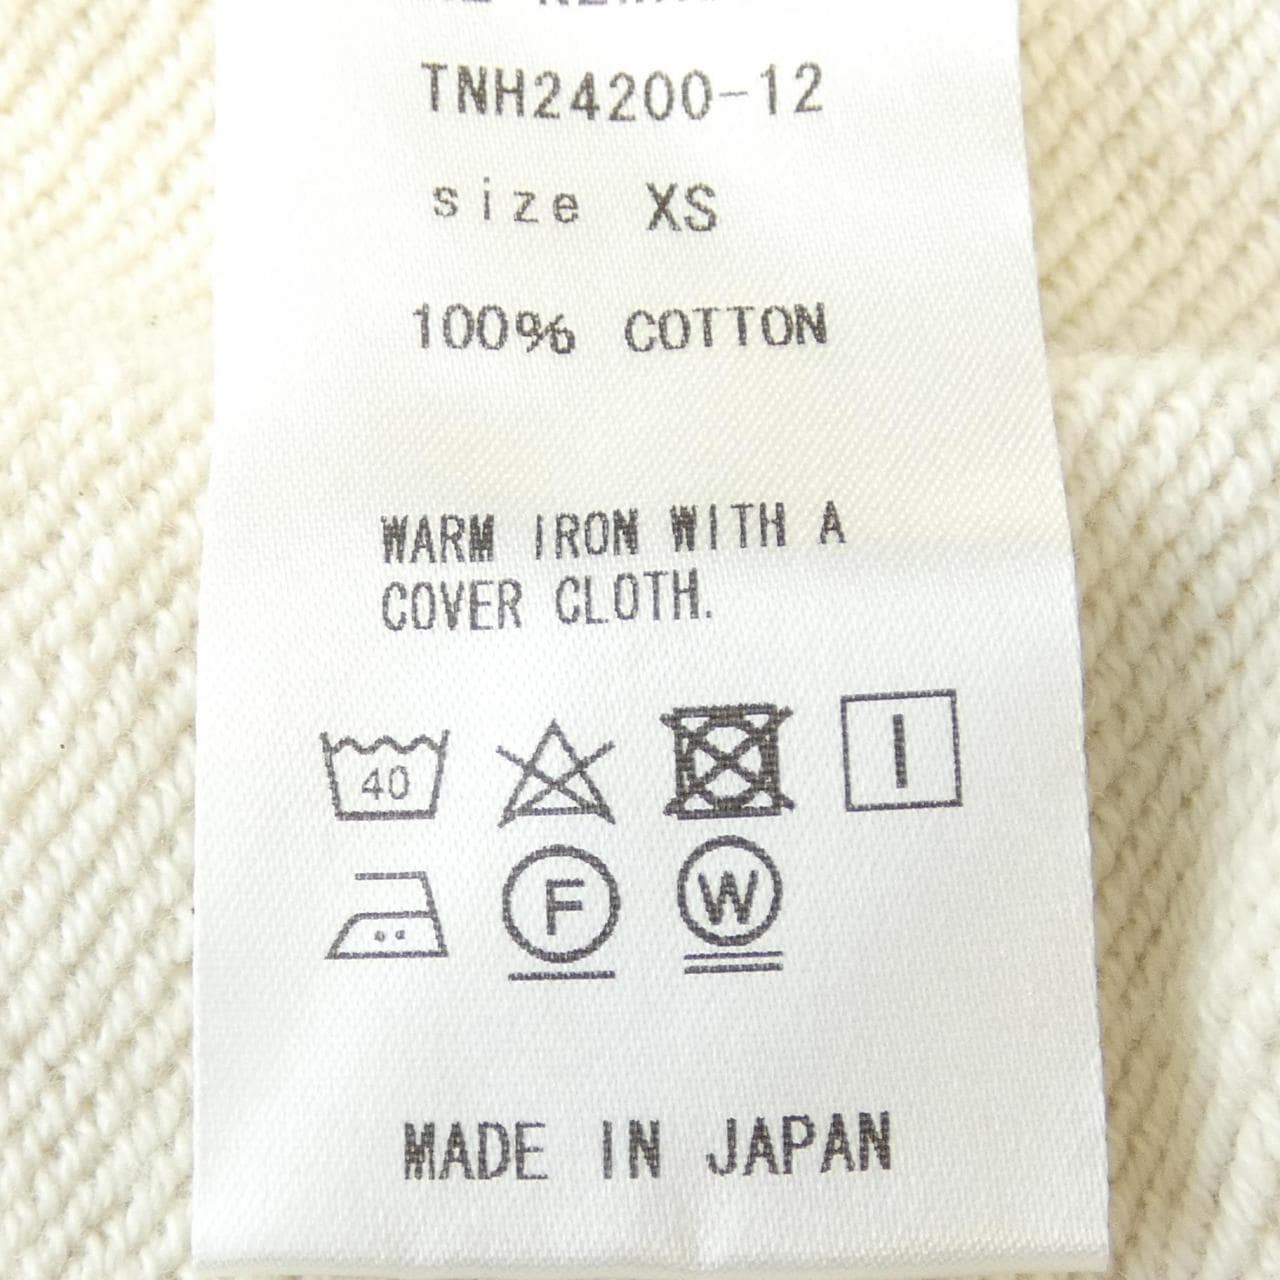 TNH24200-12
size XS
100% COTTON
WARM IRON WITH A
COVER CLOTH.
40
F
W
MADE IN JAPAN